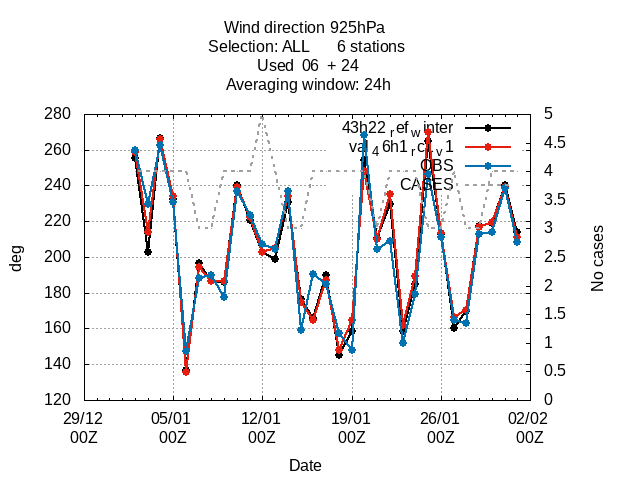 Wind direction 925hPa
Selection: ALL 6 stations
Used 06 + 24
Averaging window: 24h
280
260
240
220
200
180
160
140
120
5
4.5
4
3.5
3
2.5
2
1.5
1
0.5
0
deg
No cases
43h22 ref winter
OBS
CASES
29/12 00Z
05/01 00Z
12/01 00Z
19/01 00Z
26/01 00Z
02/02 00Z
Date